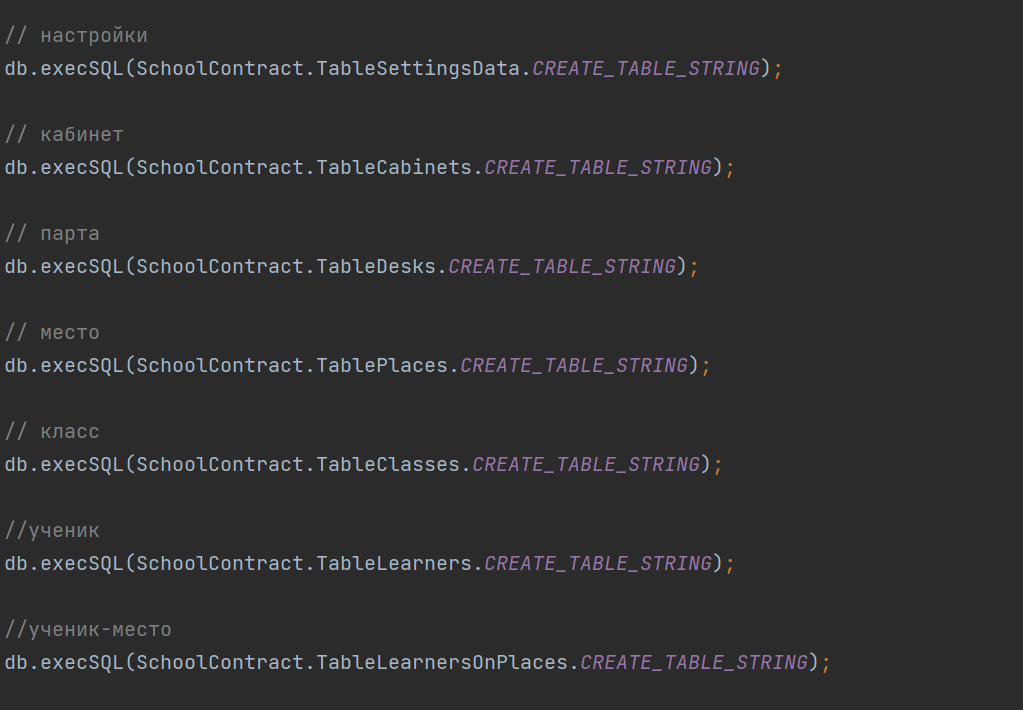 // настройки
db.execSQL(SchoolContract.TableSettingsData.CREATE_TABLE_STRING);
// кабинет
db.execSQL(SchoolContract.TableCabinets.CREATE_TABLE_STRING);
// парта
db.execSQL(SchoolContract.TableDesks.CREATE_TABLE_STRING);
// место
db.execSQL(SchoolContract.TablePlaces.CREATE_TABLE_STRING);
// класс
db.execSQL(SchoolContract.TableClasses.CREATE_TABLE_STRING);
//ученик
db.execSQL(SchoolContract.TableLearners.CREATE_TABLE_STRING);
//ученик-место
db.execSQL(SchoolContract.TableLearnersOnPlaces.CREATE_TABLE_STRING);